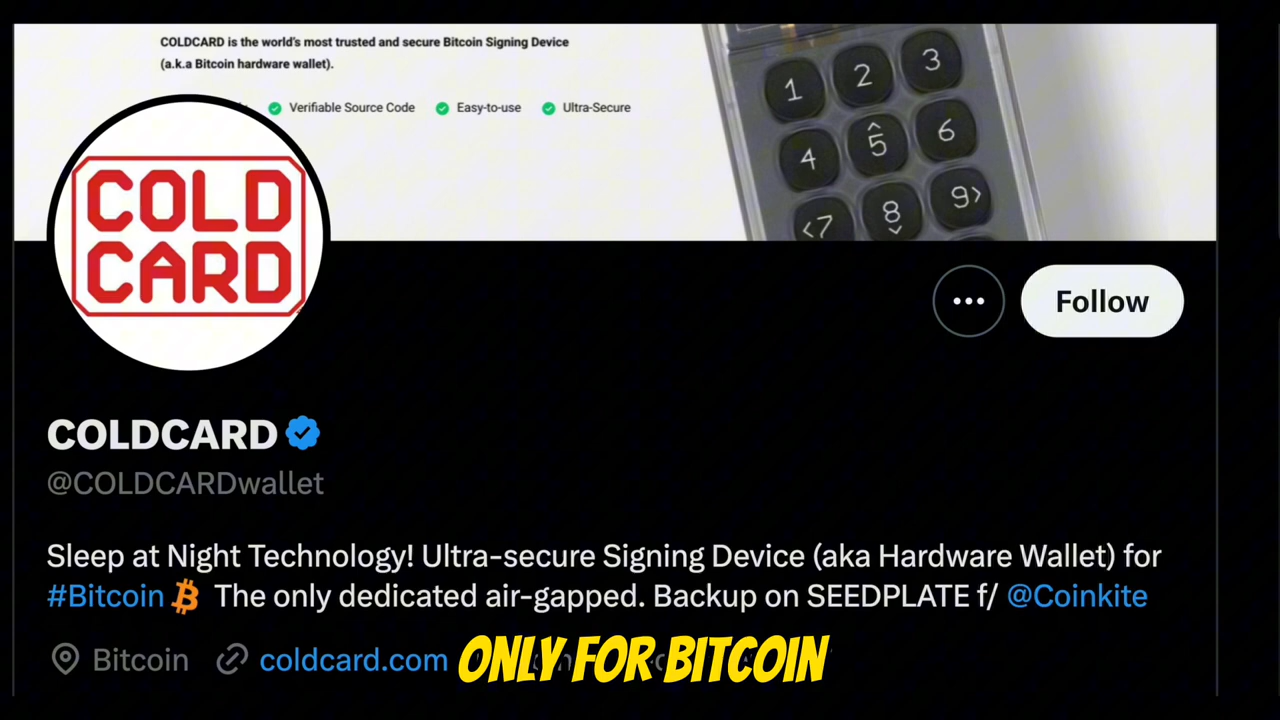 COLDCARD is the world's most trusted and secure Bitcoin Signing Device
(a.k.a Bitcoin hardware wallet).
Verifiable Source Code Easy-to-use Ultra-Secure
1 2 3
4 5 6
<7 8 9>
COLD
CARD
Follow
COLDCARD
@COLDCARDwallet
Sleep at Night Technology! Ultra-secure Signing Device (aka Hardware Wallet) for
#Bitcoin The only dedicated air-gapped. Backup on SEEDPLATE f/ @Coinkite
Bitcoin coldcard.com
ONLY FOR BITCOIN